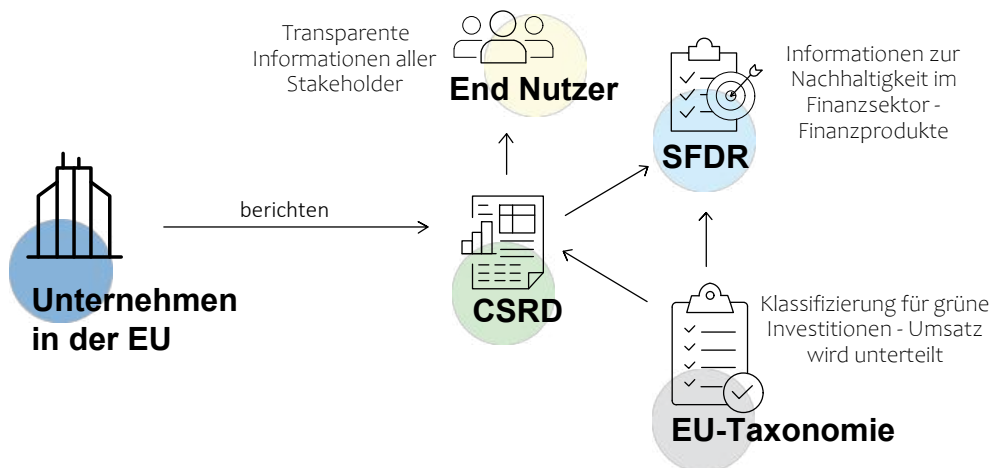 Transparente
Informationen aller
Stakeholder
End Nutzer
Informationen zur
Nachhaltigkeit im
Finanzsektor -
Finanzprodukte
SFDR
berichten
Unternehmen
in der EU
CSRD
Klassifizierung für grüne
Investitionen - Umsatz
wird unterteilt
EU-Taxonomie